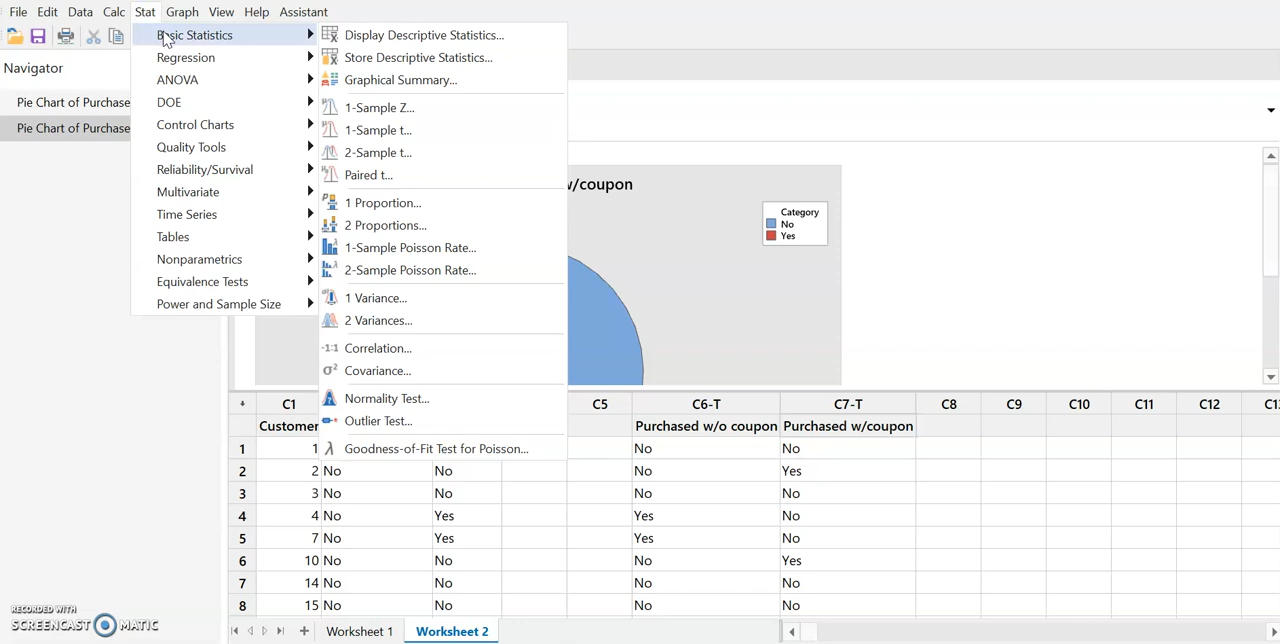 File Edit Data Calc Stat Graph View Help Assistant
Navigator
Pie Chart of Purchase
Pie Chart of Purchase
Basic Statistics
Regression
ANOVA
DOE
Control Charts
Quality Tools
Reliability/Survival
Multivariate
Time Series
Tables
Nonparametrics
Equivalence Tests
Power and Sample Size
Display Descriptive Statistics...
Store Descriptive Statistics...
Graphical Summary...
1-Sample Z...
1-Sample t...
2-Sample t...
Paired t...
1 Proportion...
2 Proportions...
1-Sample Poisson Rate...
2-Sample Poisson Rate...
1 Variance...
2 Variances...
-1:1 Correlation...
σ² Covariance...
Normality Test...
Outlier Test...
λ Goodness-of-Fit Test for Poisson...
w/coupon
Category
No
Yes
C1 C5 C6-T C7-T C8 C9 C10 C11 C12
Customer Purchased w/o coupon Purchased w/coupon
1 1 No No
2 2 No No No Yes
3 3 No No No No
4 4 No Yes Yes No
5 7 No Yes Yes No
6 10 No No No Yes
7 14 No No No No
8 15 No No No No
Worksheet 1 Worksheet 2
RECORDED WITH
SCREENCAST MATIC